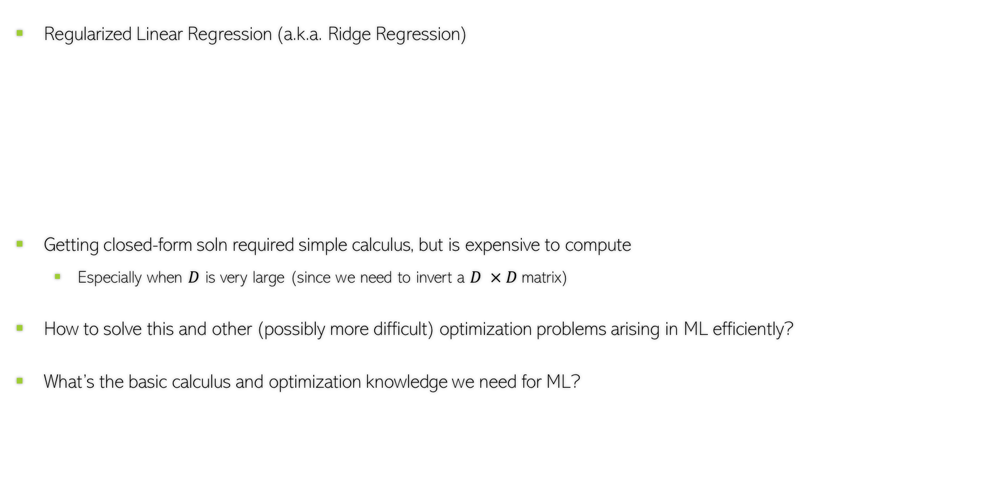 Regularized Linear Regression (a.k.a. Ridge Regression)
Getting closed-form soln required simple calculus, but is expensive to compute
Especially when D is very large (since we need to invert a D × D matrix)
How to solve this and other (possibly more difficult) optimization problems arising in ML efficiently?
What's the basic calculus and optimization knowledge we need for ML?